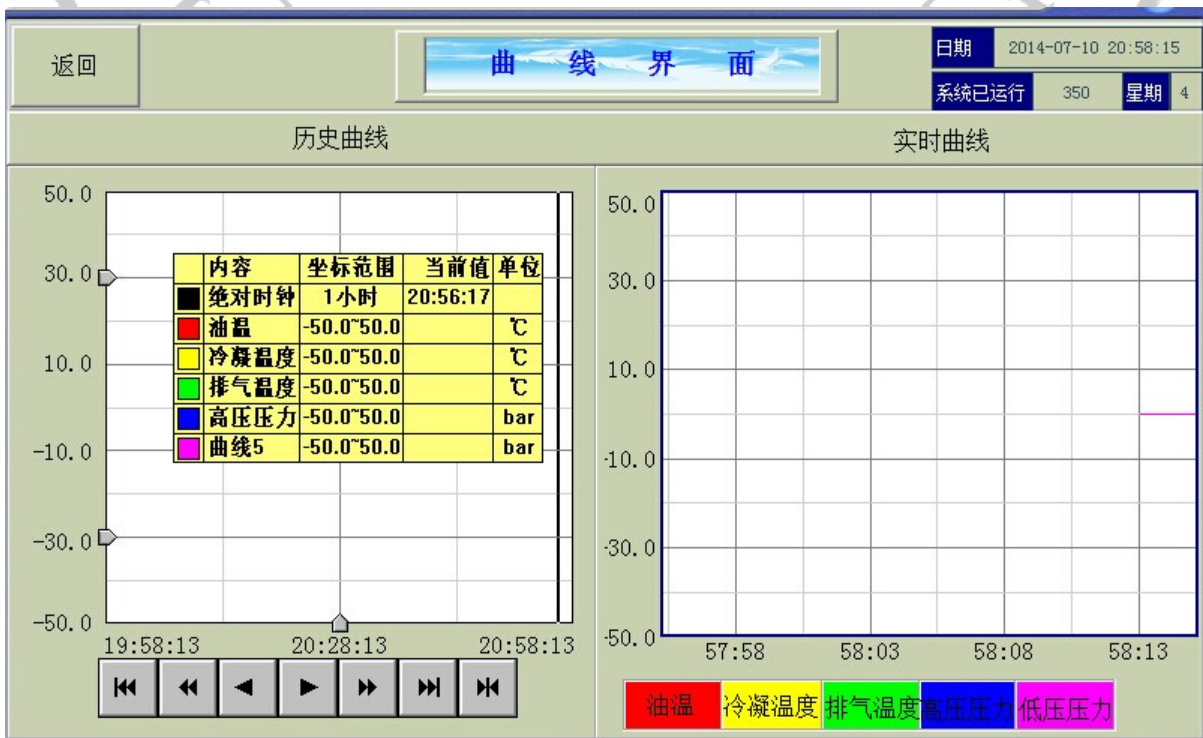 返回
曲 线 界 面
日期 2014-07-10 20:58:15
系统已运行 350 星期 4
历史曲线
实时曲线
50.0
30.0
10.0
-10.0
-30.0
-50.0
内容 坐标范围 当前值 单位
绝对时钟 1小时 20:56:17
油温 -50.0~50.0 ℃
冷凝温度 -50.0~50.0 ℃
排气温度 -50.0~50.0 ℃
高压压力 -50.0~50.0 bar
曲线5 -50.0~50.0 bar
19:58:13 20:28:13 20:58:13
50.0
30.0
10.0
-10.0
-30.0
-50.0
57:58 58:03 58:08 58:13
油温 冷凝温度 排气温度 高压压力 低压压力